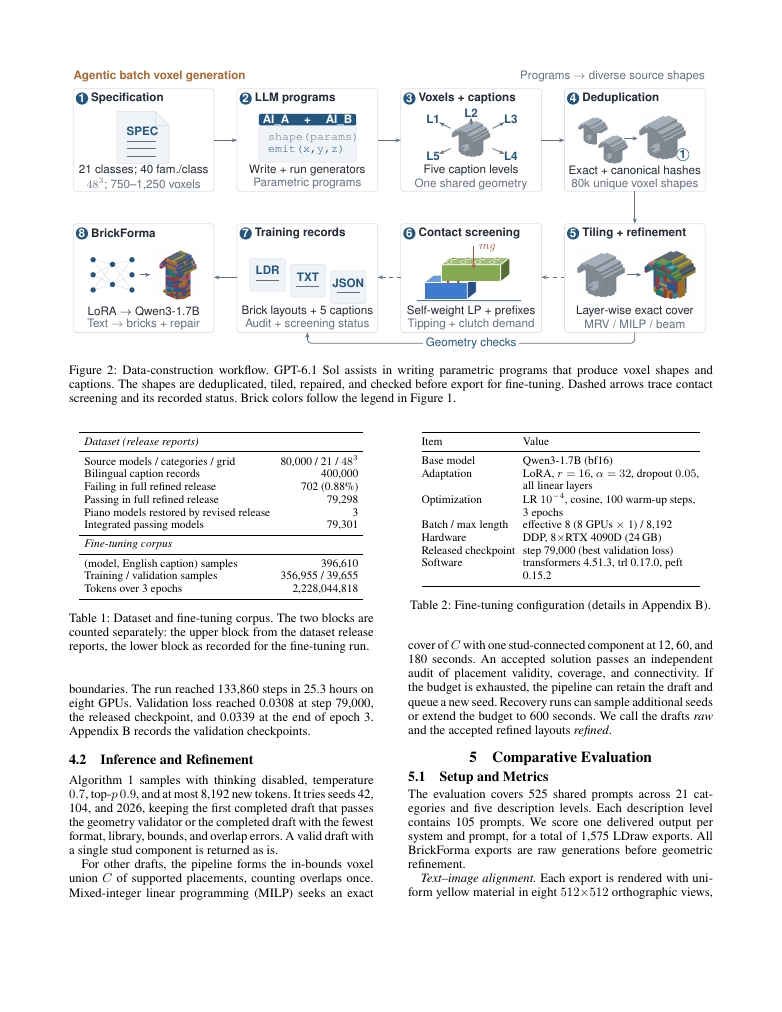 Agentic batch voxel generation
Programs → diverse source shapes
1 Specification
SPEC
21 classes; 40 fam./class
48³; 750–1,250 voxels
2 LLM programs
AI A + AI B
shape(params)
emit(x,y,z)
Write + run generators
Parametric programs
3 Voxels + captions
L1
L2
L3
L5
L4
Five caption levels
One shared geometry
4 Deduplication
1
Exact + canonical hashes
80k unique voxel shapes
8 BrickForma
LoRA → Qwen3-1.7B
Text → bricks + repair
7 Training records
LDR
TXT
JSON
Brick layouts + 5 captions
Audit + screening status
6 Contact screening
mg
Self-weight LP + prefixes
Tipping + clutch demand
5 Tiling + refinement
Layer-wise exact cover
MRV / MILP / beam
Geometry checks
Figure 2: Data-construction workflow. GPT-6.1 Sol assists in writing parametric programs that produce voxel shapes and
captions. The shapes are deduplicated, tiled, repaired, and checked before export for fine-tuning. Dashed arrows trace contact
screening and its recorded status. Brick colors follow the legend in Figure 1.
Dataset (release reports)
Source models / categories / grid 80,000 / 21 / 48³
Bilingual caption records 400,000
Failing in full refined release 702 (0.88%)
Passing in full refined release 79,298
Piano models restored by revised release 3
Integrated passing models 79,301
Fine-tuning corpus
(model, English caption) samples 396,610
Training / validation samples 356,955 / 39,655
Tokens over 3 epochs 2,228,044,818
Table 1: Dataset and fine-tuning corpus. The two blocks are
counted separately: the upper block from the dataset release
reports, the lower block as recorded for the fine-tuning run.
boundaries. The run reached 133,860 steps in 25.3 hours on
eight GPUs. Validation loss reached 0.0308 at step 79,000,
the released checkpoint, and 0.0339 at the end of epoch 3.
Appendix B records the validation checkpoints.
4.2 Inference and Refinement
Algorithm 1 samples with thinking disabled, temperature
0.7, top-p 0.9, and at most 8,192 new tokens. It tries seeds 42,
104, and 2026, keeping the first completed draft that passes
the geometry validator or the completed draft with the fewest
format, library, bounds, and overlap errors. A valid draft with
a single stud component is returned as is.
For other drafts, the pipeline forms the in-bounds voxel
union C of supported placements, counting overlaps once.
Mixed-integer linear programming (MILP) seeks an exact
Item Value
Base model Qwen3-1.7B (bf16)
Adaptation LoRA, r = 16, α = 32, dropout 0.05,
all linear layers
Optimization LR 10⁻⁴, cosine, 100 warm-up steps,
3 epochs
Batch / max length effective 8 (8 GPUs × 1) / 8,192
Hardware DDP, 8×RTX 4090D (24 GB)
Released checkpoint step 79,000 (best validation loss)
Software transformers 4.51.3, trl 0.17.0, peft
0.15.2
Table 2: Fine-tuning configuration (details in Appendix B).
cover of C with one stud-connected component at 12, 60, and
180 seconds. An accepted solution passes an independent
audit of placement validity, coverage, and connectivity. If
the budget is exhausted, the pipeline can retain the draft and
queue a new seed. Recovery runs can sample additional seeds
or extend the budget to 600 seconds. We call the drafts raw
and the accepted refined layouts refined.
5 Comparative Evaluation
5.1 Setup and Metrics
The evaluation covers 525 shared prompts across 21 cat-
egories and five description levels. Each description level
contains 105 prompts. We score one delivered output per
system and prompt, for a total of 1,575 LDraw exports. All
BrickForma exports are raw generations before geometric
refinement.
Text–image alignment. Each export is rendered with uni-
form yellow material in eight 512×512 orthographic views,